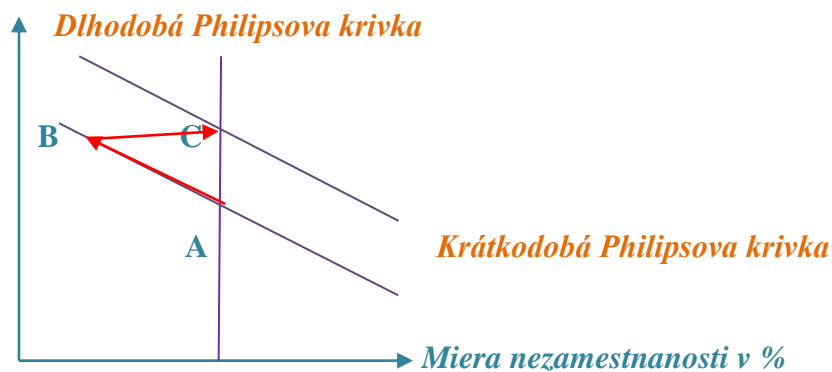 Dlhodobá Philipsova krivka
B
C
A
Krátkodobá Philipsova krivka
Miera nezamestnanosti v %